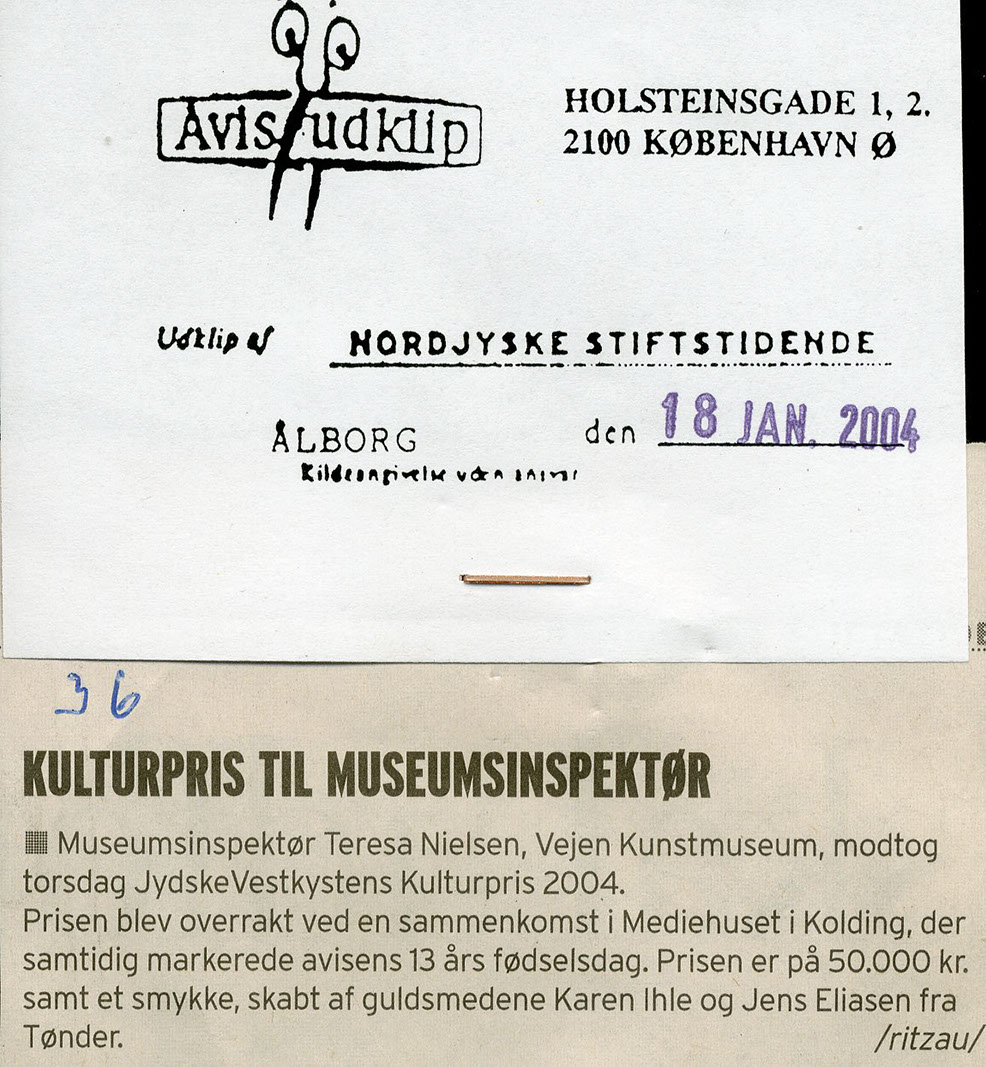 Avisudklip
HOLSTEINSGADE 1, 2.
2100 KØBENHAVN Ø
Udklip af NORDJYSKE STIFTSTIDENDE
ÅLBORG den 18 JAN. 2004
36
KULTURPRIS TIL MUSEUMSINSPEKTØR
Museumsinspektør Teresa Nielsen, Vejen Kunstmuseum, modtog
torsdag JydskeVestkystens Kulturpris 2004.
Prisen blev overrakt ved en sammenkomst i Mediehuset i Kolding, der
samtidig markerede avisens 13 års fødselsdag. Prisen er på 50.000 kr.
samt et smykke, skabt af guldsmedene Karen Ihle og Jens Eliasen fra
Tønder. /ritzau/